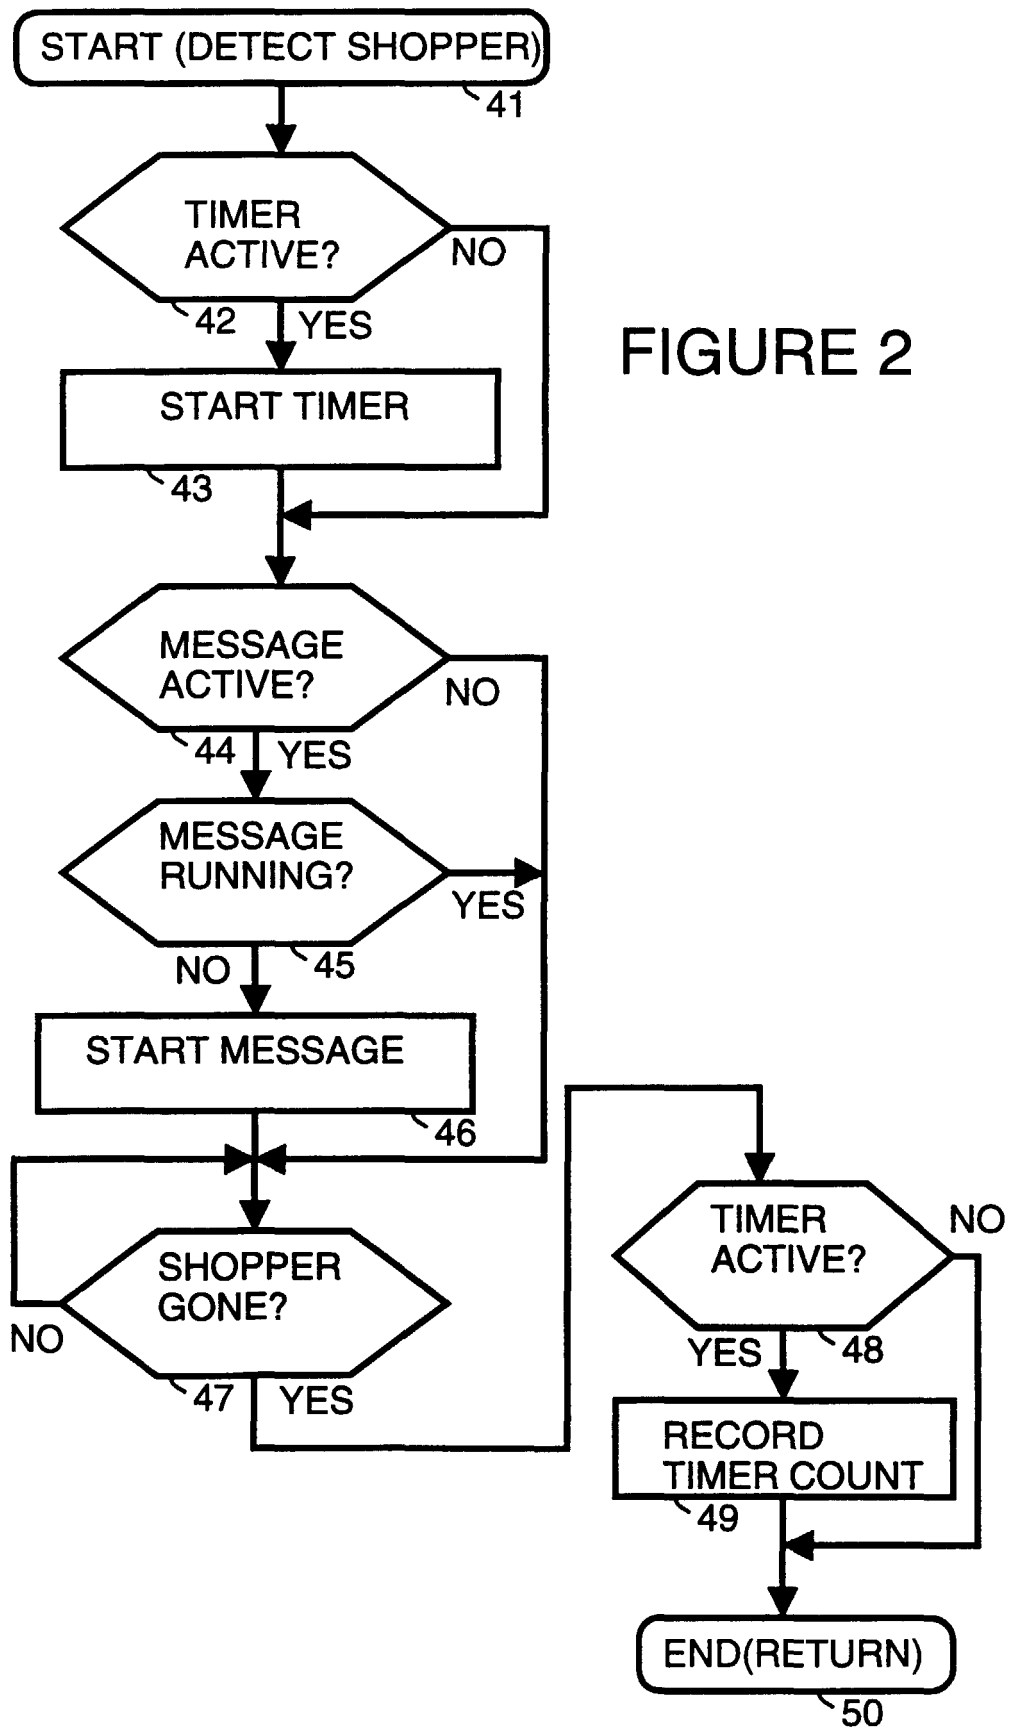 START (DETECT SHOPPER)
41
TIMER
ACTIVE?
NO
42
YES
FIGURE 2
START TIMER
43
MESSAGE
ACTIVE?
NO
44
YES
MESSAGE
RUNNING?
YES
45
NO
START MESSAGE
46
SHOPPER
GONE?
NO
47
YES
TIMER
ACTIVE?
NO
48
YES
RECORD
TIMER COUNT
49
END(RETURN)
50